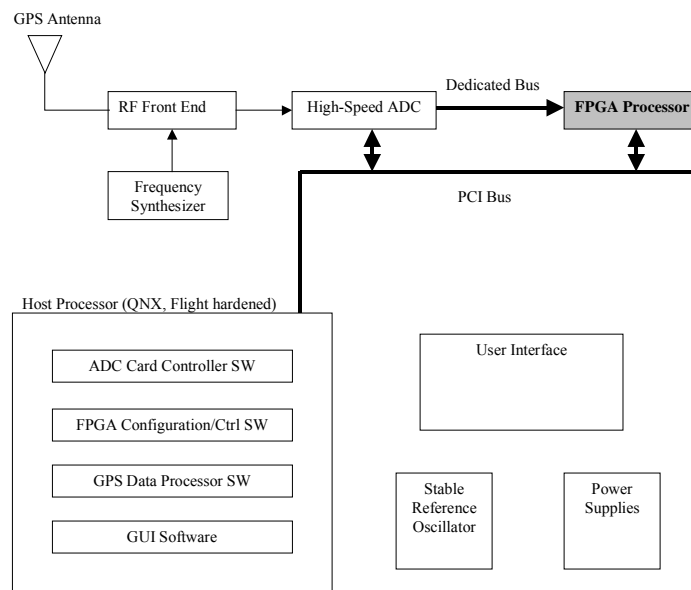 GPS Antenna
RF Front End
High-Speed ADC
Dedicated Bus
FPGA Processor
Frequency
Synthesizer
PCI Bus
Host Processor (QNX, Flight hardened)
ADC Card Controller SW
FPGA Configuration/Ctrl SW
GPS Data Processor SW
GUI Software
User Interface
Stable
Reference
Oscillator
Power
Supplies